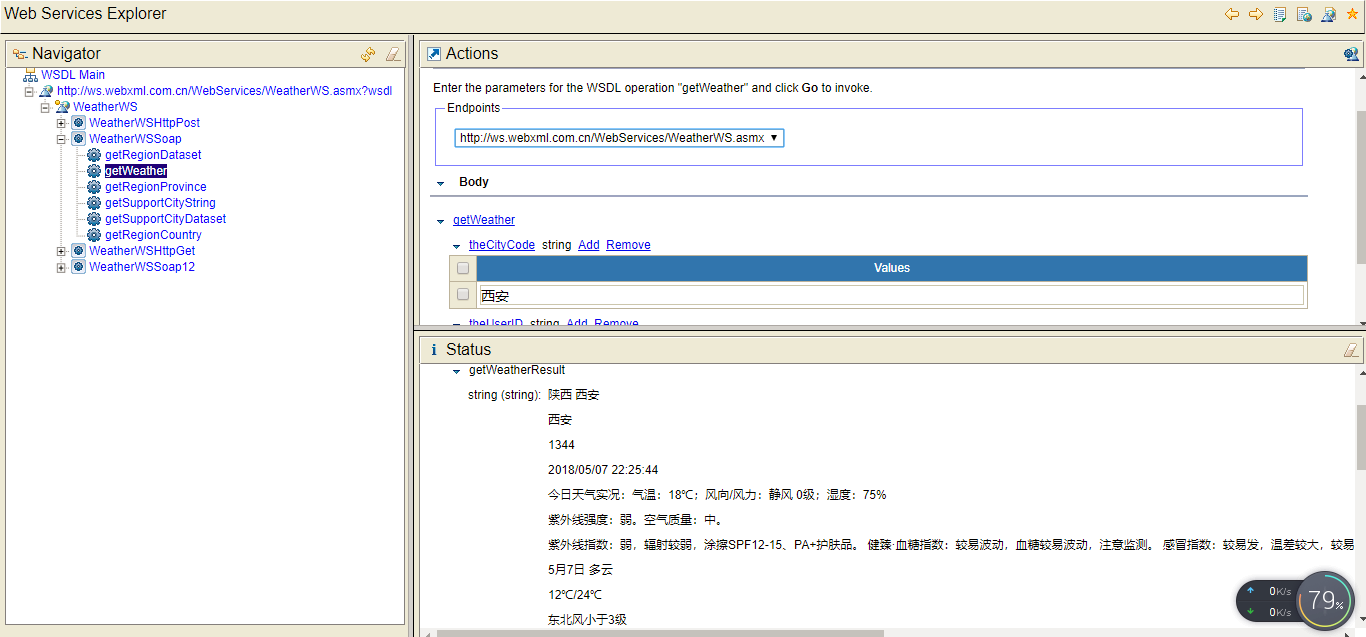 Web Services Explorer
Navigator
WSDL Main
http://ws.webxml.com.cn/WebServices/WeatherWS.asmx?wsdl
WeatherWS
WeatherWSHttpPost
WeatherWSSoap
getRegionDataset
getWeather
getRegionProvince
getSupportCityString
getSupportCityDataset
getRegionCountry
WeatherWSHttpGet
WeatherWSSoap12
Actions
Enter the parameters for the WSDL operation "getWeather" and click Go to invoke.
Endpoints
http://ws.webxml.com.cn/WebServices/WeatherWS.asmx
Body
getWeather
theCityCode string Add Remove
Values
西安
theUserID string Add Remove
Status
getWeatherResult
string (string): 陕西 西安
西安
1344
2018/05/07 22:25:44
今日天气实况：气温：18℃；风向/风力：静风 0级；湿度：75%
紫外线强度：弱。空气质量：中。
紫外线指数：弱，辐射较弱，涂擦SPF12-15、PA+护肤品。 健臻·血糖指数：较易波动，血糖较易波动，注意监测。 感冒指数：较易发，温差较大，较易
5月7日 多云
12℃/24℃
东北风小于3级
0K/s
0K/s
79%